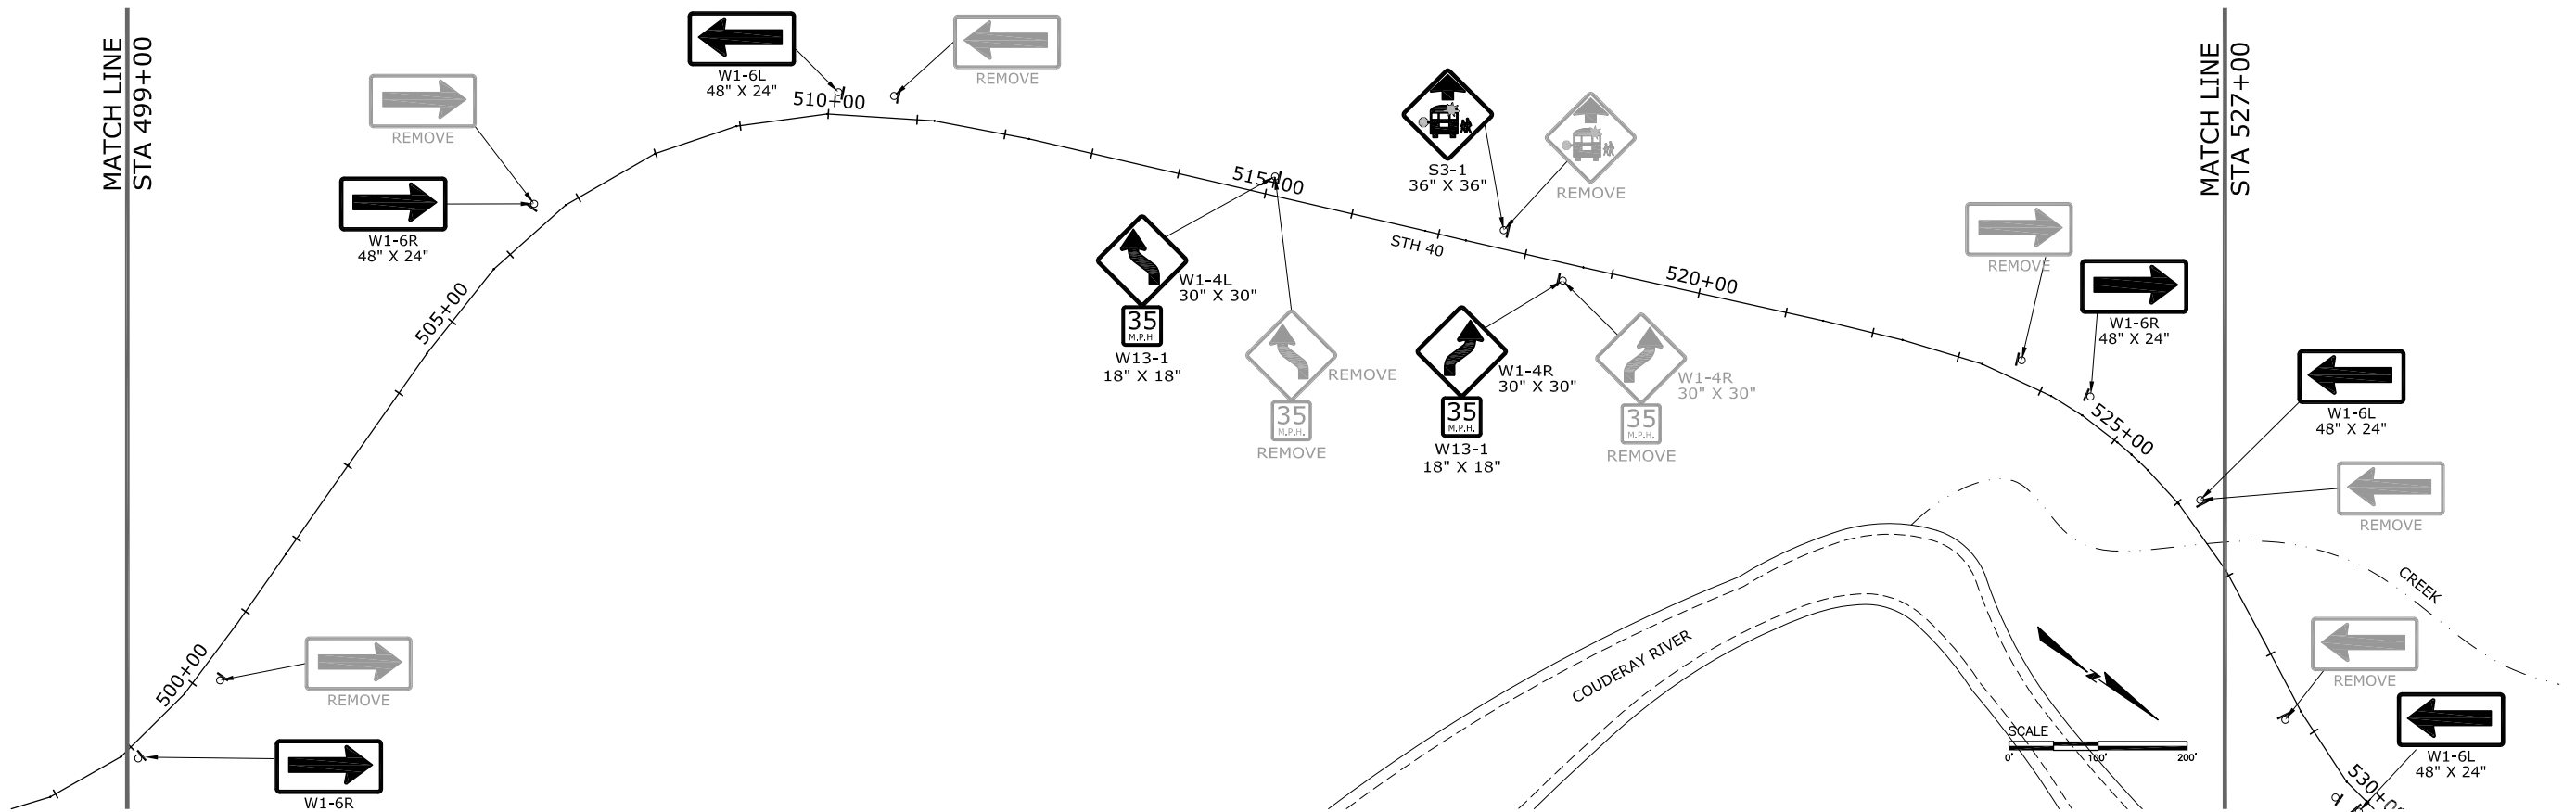 MATCH LINE
STA 499+00
REMOVE
W1-6R
48" X 24"
W1-6L
48" X 24"
REMOVE
510+00
505+00
500+00
REMOVE
W1-6R
515+00
STH 40
W1-4L
30" X 30"
35
M.P.H.
W13-1
18" X 18"
REMOVE
35
M.P.H.
REMOVE
S3-1
36" X 36"
REMOVE
W1-4R
30" X 30"
35
M.P.H.
W13-1
18" X 18"
W1-4R
30" X 30"
35
M.P.H.
REMOVE
520+00
REMOVE
W1-6R
48" X 24"
525+00
MATCH LINE
STA 527+00
W1-6L
48" X 24"
REMOVE
COUDERAY RIVER
CREEK
N
SCALE
0'
100'
200'
REMOVE
W1-6L
48" X 24"
530+00